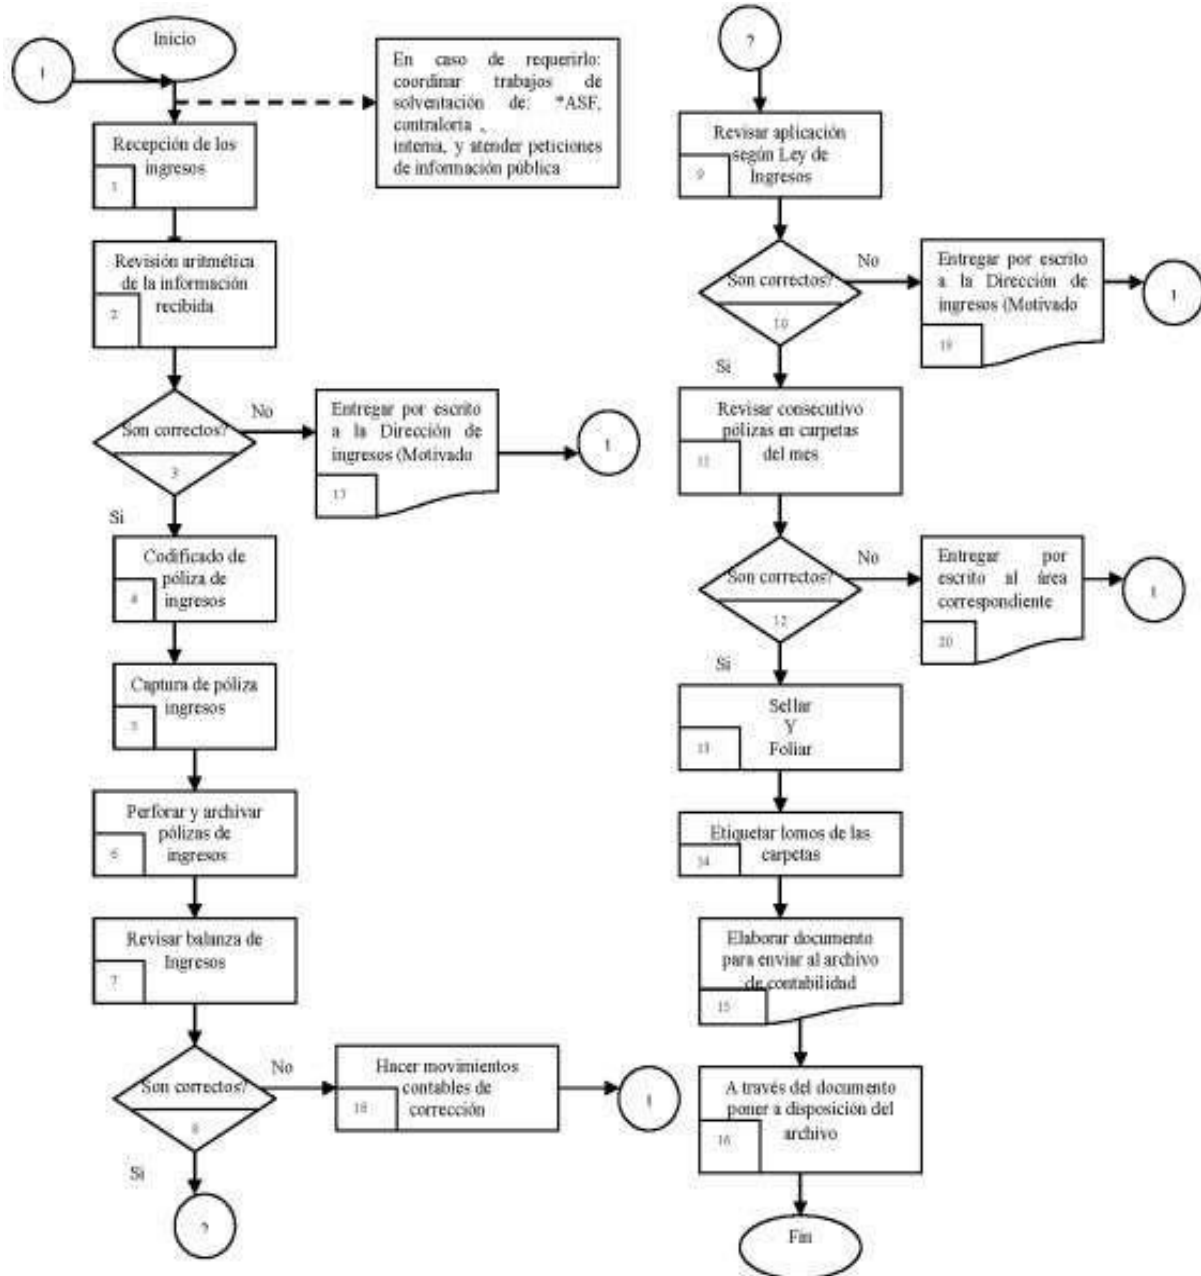 Inicio
1
En caso de requerirlo:
coordinar trabajos de
solventación de: *ASF,
contraloría ,
interna, y atender peticiones
de información pública
Recepción de los
ingresos
1
Revisión aritmética
de la información
recibida
2
Son correctos?
3
No
Entregar por escrito
a la Dirección de
ingresos (Motivado
17
1
Si
Codificado de
póliza de
ingresos
4
Captura de póliza
ingresos
5
Perforar y archivar
pólizas de
ingresos
6
Revisar balanza de
Ingresos
7
Son correctos?
8
No
Hacer movimientos
contables de
corrección
18
1
Si
?
?
Revisar aplicación
según Ley de
Ingresos
9
Son correctos?
10
No
Entregar por escrito
a la Dirección de
ingresos (Motivado
19
1
Si
Revisar consecutivo
pólizas en carpetas
del mes
11
Son correctos?
12
No
Entregar por
escrito al área
correspondiente
20
1
Si
Sellar
Y
Foliar
13
Etiquetar lomos de las
carpetas
14
Elaborar documento
para enviar al archivo
de contabilidad
15
A través del documento
poner a disposición del
archivo
16
Fin